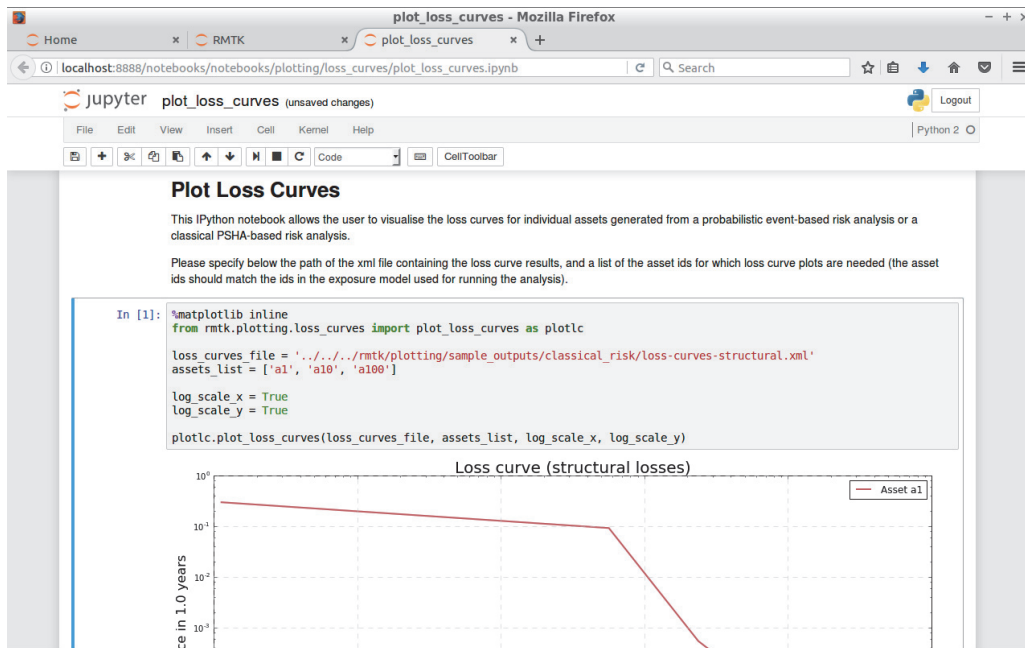 plot_loss_curves - Mozilla Firefox
Home RMTK plot_loss_curves
localhost:8888/notebooks/notebooks/plotting/loss_curves/plot_loss_curves.ipynb Search
jupyter plot_loss_curves (unsaved changes) Logout
File Edit View Insert Cell Kernel Help Python 2
Code CellToolbar
Plot Loss Curves
This IPython notebook allows the user to visualise the loss curves for individual assets generated from a probabilistic event-based risk analysis or a
classical PSHA-based risk analysis.
Please specify below the path of the xml file containing the loss curve results, and a list of the asset ids for which loss curve plots are needed (the asset
ids should match the ids in the exposure model used for running the analysis).
In [1]: %matplotlib inline
from rmtk.plotting.loss_curves import plot_loss_curves as plotlc
loss_curves_file = '../../../rmtk/plotting/sample_outputs/classical_risk/loss-curves-structural.xml'
assets_list = ['a1', 'a10', 'a100']
log_scale_x = True
log_scale_y = True
plotlc.plot_loss_curves(loss_curves_file, assets_list, log_scale_x, log_scale_y)
Loss curve (structural losses)
10⁰
Asset a1
10⁻¹
10⁻²
10⁻³
ce in 1.0 years